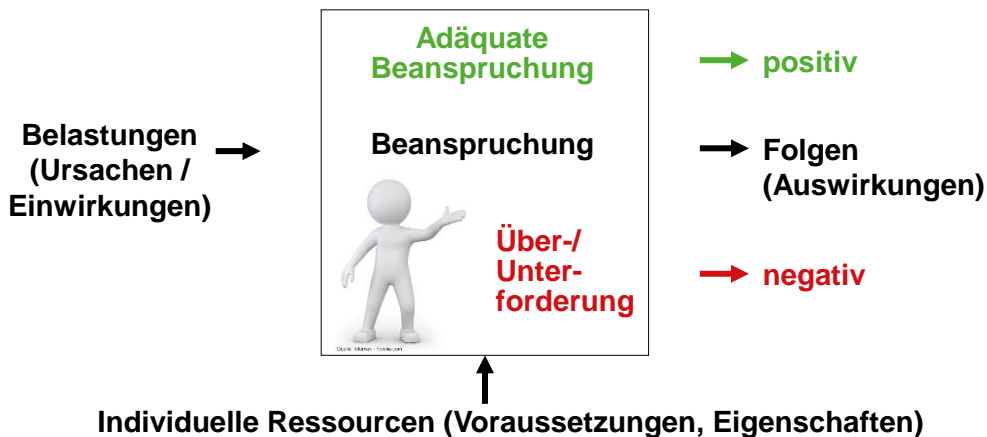 Adäquate
Beanspruchung
positiv
Belastungen
(Ursachen /
Einwirkungen)
Beanspruchung
Folgen
(Auswirkungen)
Über-/
Unter-
forderung
negativ
Individuelle Ressourcen (Voraussetzungen, Eigenschaften)